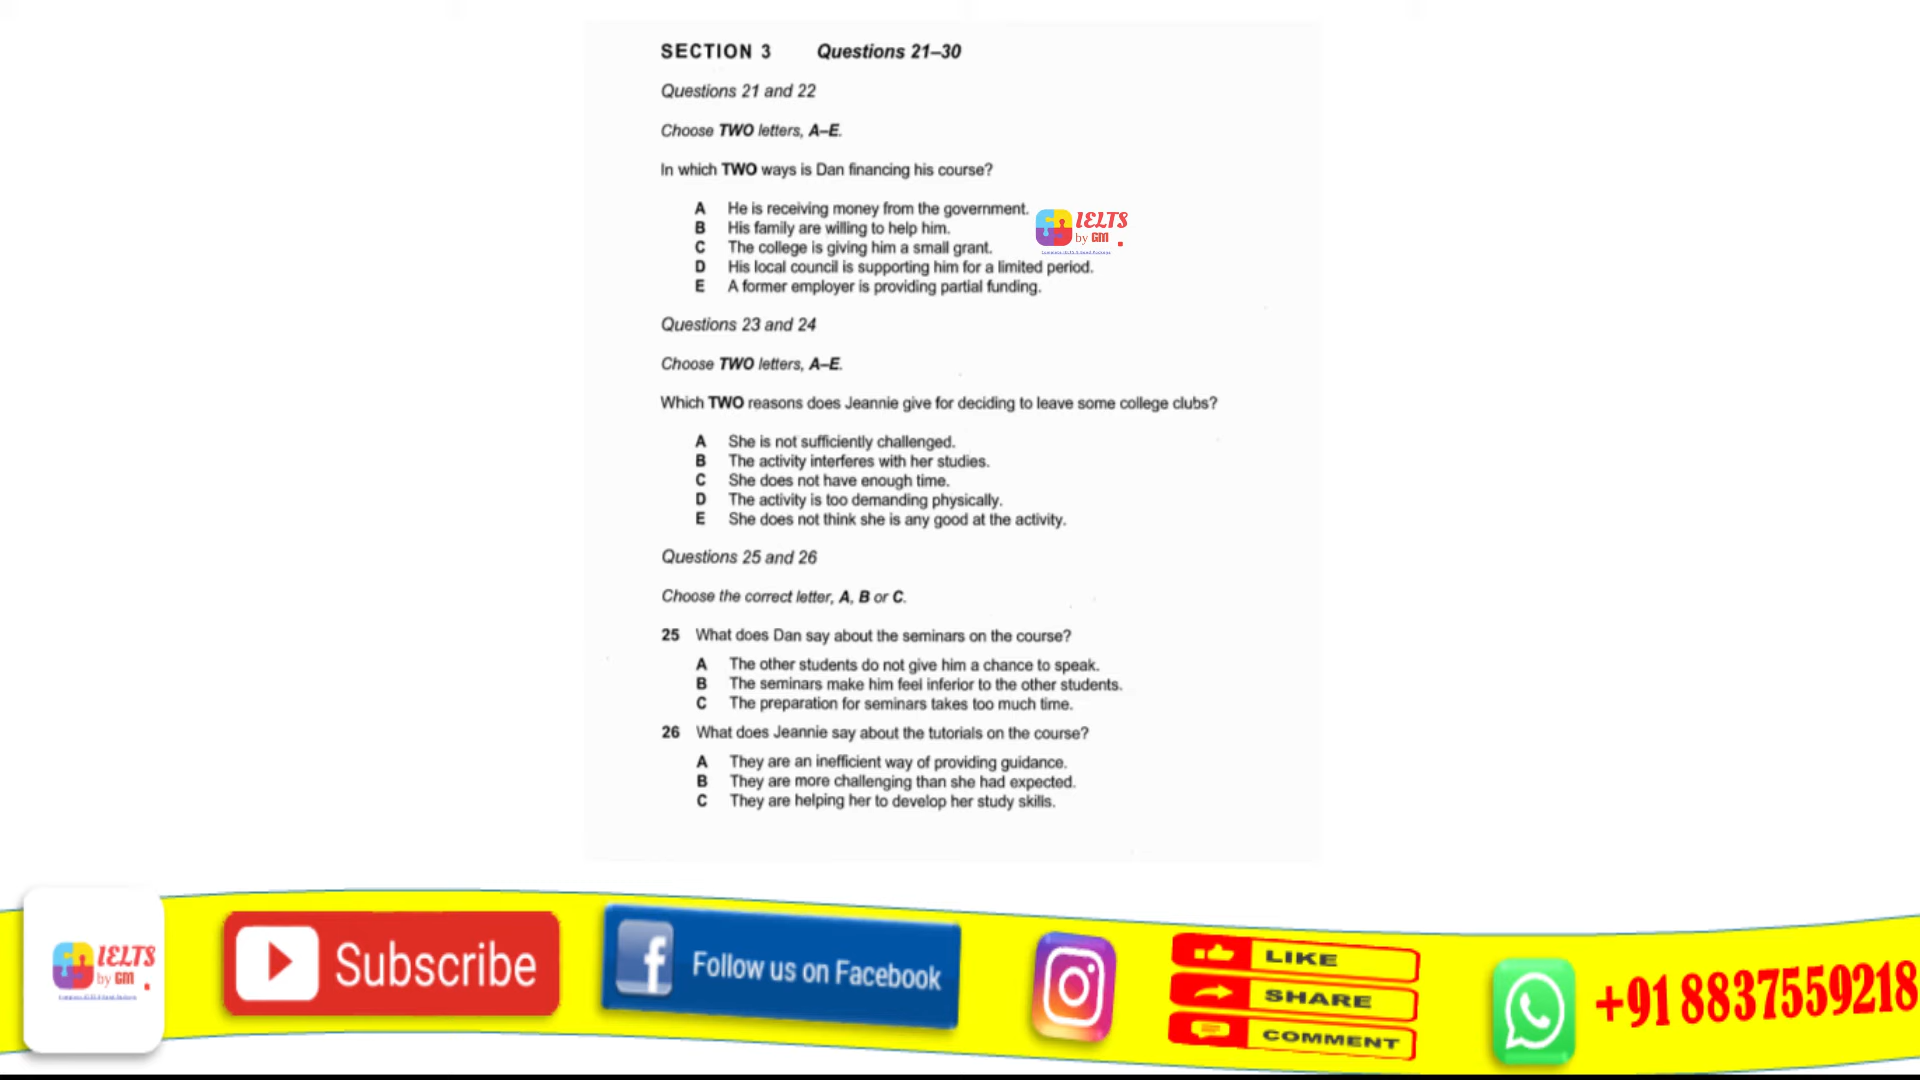 SECTION 3 Questions 21–30
Questions 21 and 22
Choose TWO letters, A–E.
In which TWO ways is Dan financing his course?
A He is receiving money from the government.
B His family are willing to help him.
C The college is giving him a small grant.
D His local council is supporting him for a limited period.
E A former employer is providing partial funding.
IELTS
by GM
Questions 23 and 24
Choose TWO letters, A–E.
Which TWO reasons does Jeannie give for deciding to leave some college clubs?
A She is not sufficiently challenged.
B The activity interferes with her studies.
C She does not have enough time.
D The activity is too demanding physically.
E She does not think she is any good at the activity.
Questions 25 and 26
Choose the correct letter, A, B or C.
25 What does Dan say about the seminars on the course?
A The other students do not give him a chance to speak.
B The seminars make him feel inferior to the other students.
C The preparation for seminars takes too much time.
26 What does Jeannie say about the tutorials on the course?
A They are an inefficient way of providing guidance.
B They are more challenging than she had expected.
C They are helping her to develop her study skills.
IELTS
by GM
Subscribe
f
Follow us on Facebook
LIKE
SHARE
COMMENT
+91 8837559218